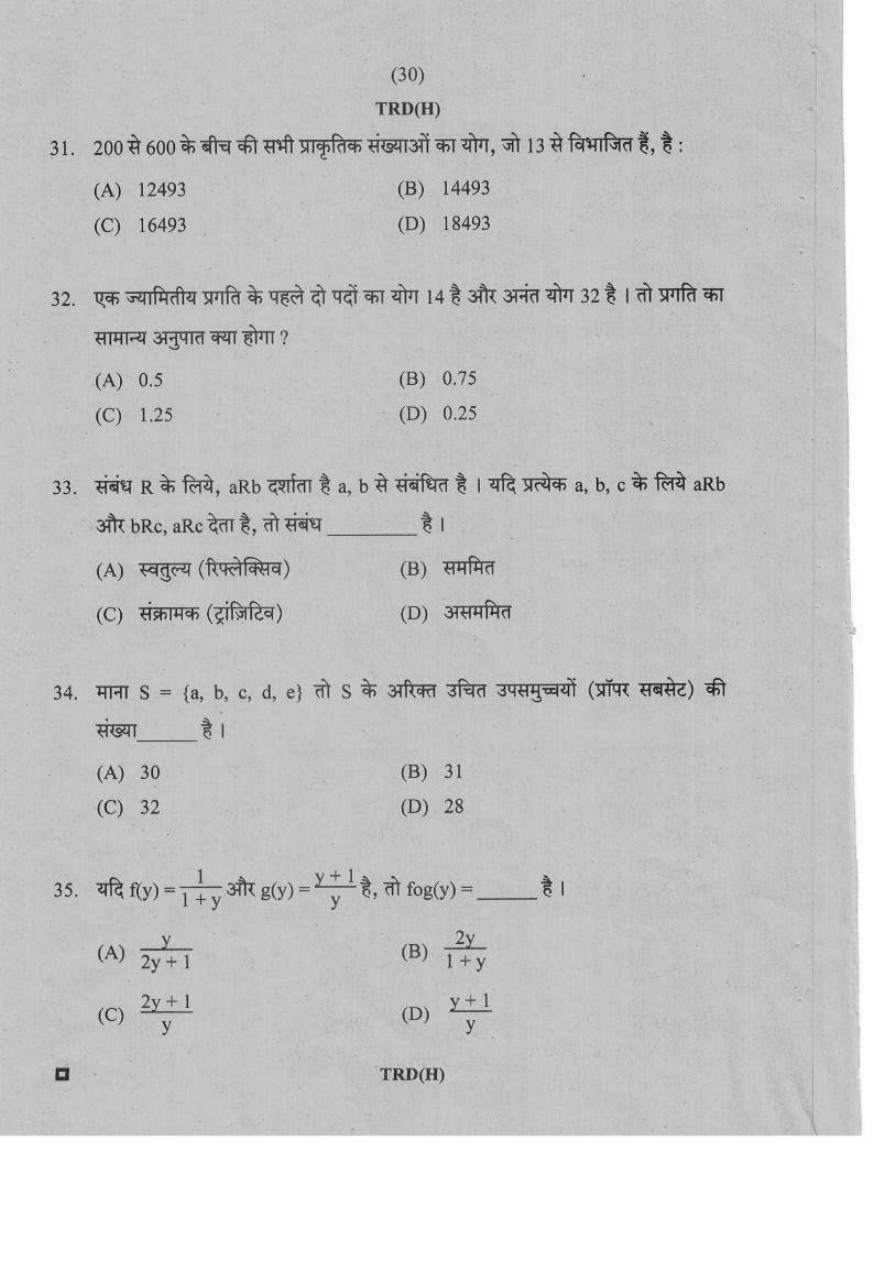 (30)
TRD(H)
31. 200 से 600 के बीच की सभी प्राकृतिक संख्याओं का योग, जो 13 से विभाजित हैं, है :
(A) 12493 (B) 14493
(C) 16493 (D) 18493
32. एक ज्यामितीय प्रगति के पहले दो पदों का योग 14 है और अनंत योग 32 है । तो प्रगति का
सामान्य अनुपात क्या होगा ?
(A) 0.5 (B) 0.75
(C) 1.25 (D) 0.25
33. संबंध R के लिये, aRb दर्शाता है a, b से संबंधित है । यदि प्रत्येक a, b, c के लिये aRb
और bRc, aRc देता है, तो संबंध _________ है ।
(A) स्वतुल्य (रिफ्लेक्सिव) (B) सममित
(C) संक्रामक (ट्रांज़िटिव) (D) असममित
34. माना S = {a, b, c, d, e} तो S के अरिक्त उचित उपसमुच्चयों (प्रॉपर सबसेट) की
संख्या______ है ।
(A) 30 (B) 31
(C) 32 (D) 28
35. यदि f(y) = 1/(1 + y) और g(y) = (y + 1)/y है, तो fog(y) = ______ है ।
(A) y/(2y + 1) (B) 2y/(1 + y)
(C) (2y + 1)/y (D) (y + 1)/y
TRD(H)